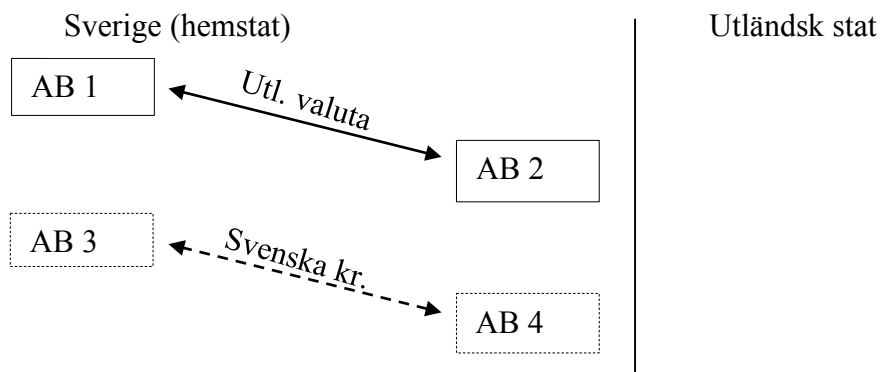 Sverige (hemstat) Utländsk stat
AB 1
Utl. valuta
AB 2
AB 3
Svenska kr.
AB 4